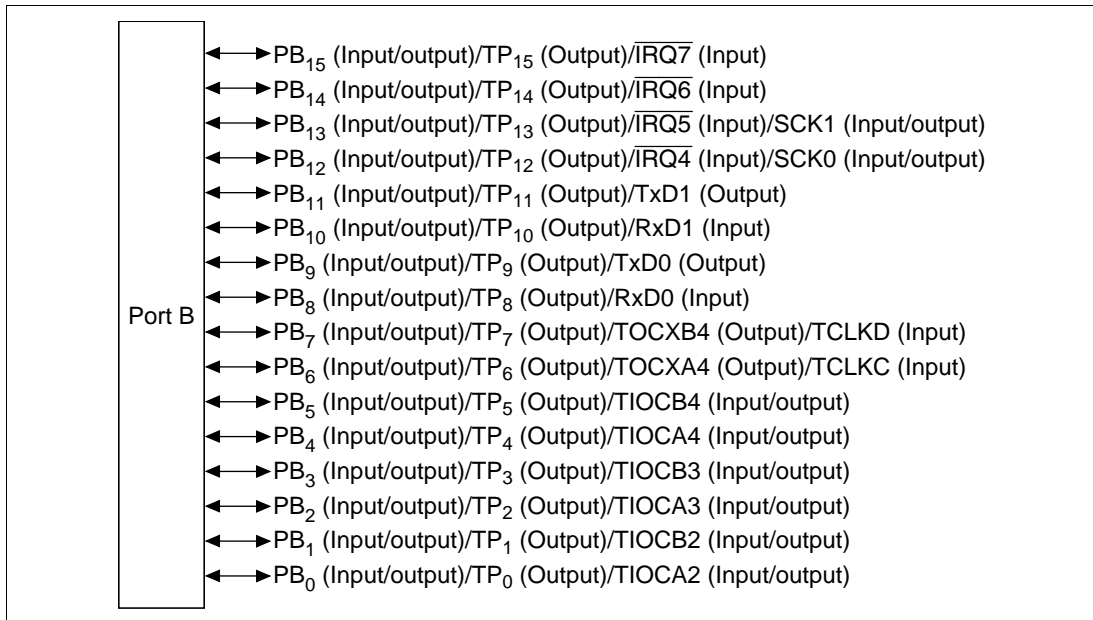 PB15 (Input/output)/TP15 (Output)/I̅R̅Q̅7̅ (Input)
PB14 (Input/output)/TP14 (Output)/I̅R̅Q̅6̅ (Input)
PB13 (Input/output)/TP13 (Output)/I̅R̅Q̅5̅ (Input)/SCK1 (Input/output)
PB12 (Input/output)/TP12 (Output)/I̅R̅Q̅4̅ (Input)/SCK0 (Input/output)
PB11 (Input/output)/TP11 (Output)/TxD1 (Output)
PB10 (Input/output)/TP10 (Output)/RxD1 (Input)
PB9 (Input/output)/TP9 (Output)/TxD0 (Output)
PB8 (Input/output)/TP8 (Output)/RxD0 (Input)
Port B
PB7 (Input/output)/TP7 (Output)/TOCXB4 (Output)/TCLKD (Input)
PB6 (Input/output)/TP6 (Output)/TOCXA4 (Output)/TCLKC (Input)
PB5 (Input/output)/TP5 (Output)/TIOCB4 (Input/output)
PB4 (Input/output)/TP4 (Output)/TIOCA4 (Input/output)
PB3 (Input/output)/TP3 (Output)/TIOCB3 (Input/output)
PB2 (Input/output)/TP2 (Output)/TIOCA3 (Input/output)
PB1 (Input/output)/TP1 (Output)/TIOCB2 (Input/output)
PB0 (Input/output)/TP0 (Output)/TIOCA2 (Input/output)